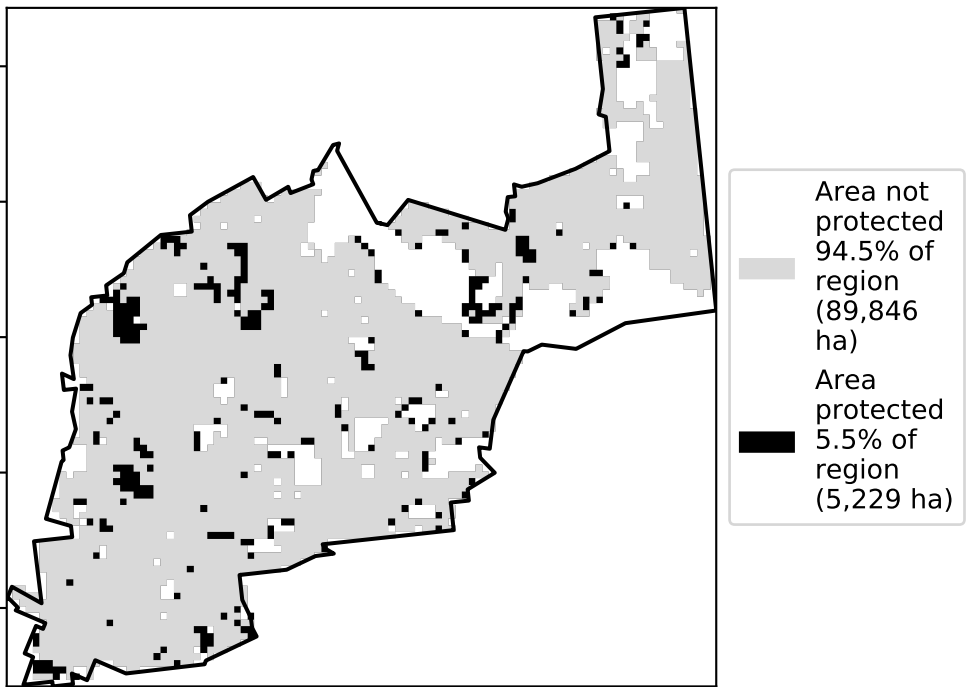 Area not
protected
94.5% of
region
(89,846
ha)
Area
protected
5.5% of
region
(5,229 ha)